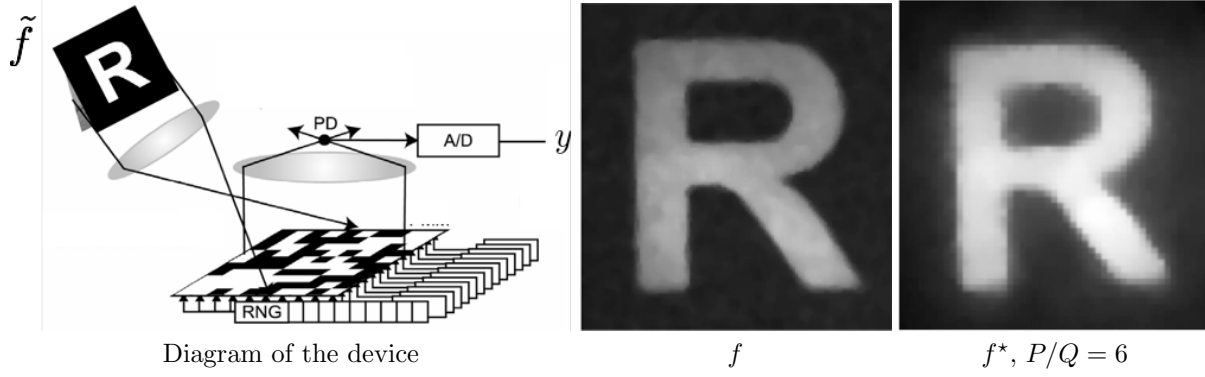 f̃
R
PD
A/D
y
RNG
R
R
Diagram of the device
f
f⋆, P/Q = 6